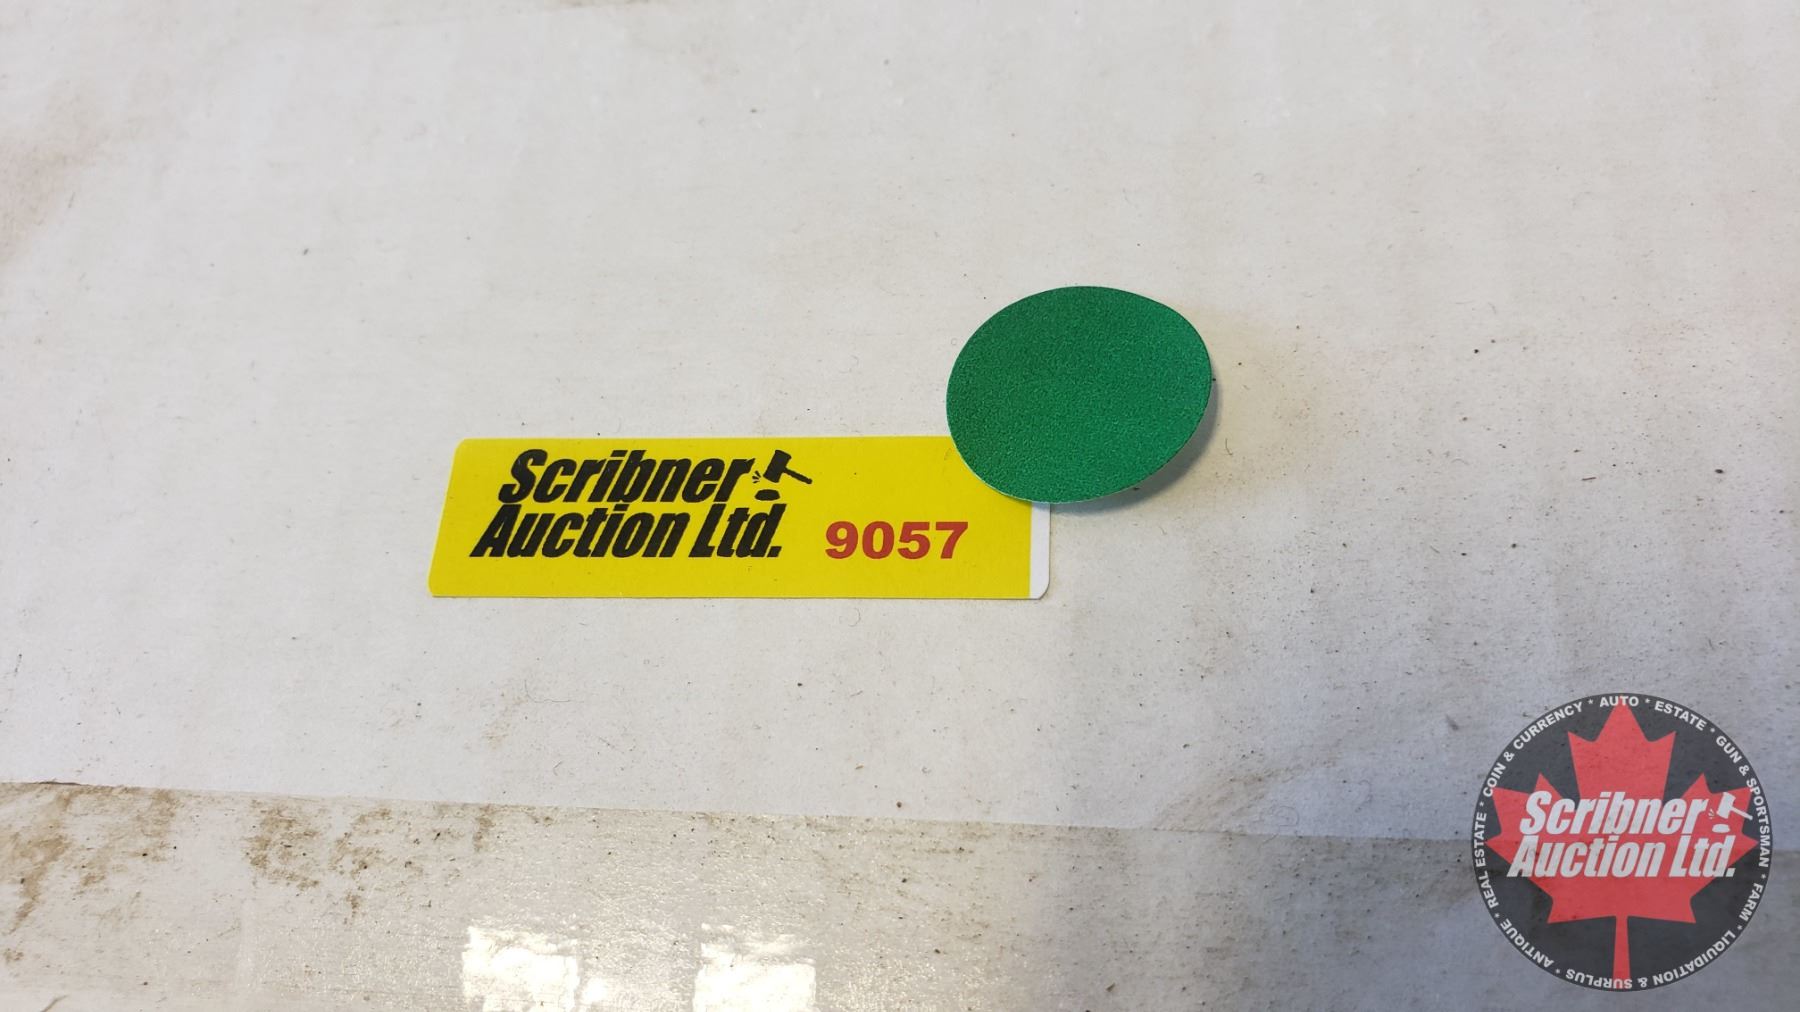 Scribner
Auction Ltd.
9057
COIN & CURRENCY * AUTO * ESTATE * GUN & SPORTSMAN * FARM * LIQUIDATION & SURPLUS * ANTIQUE * REAL ESTATE *
Scribner
Auction Ltd.